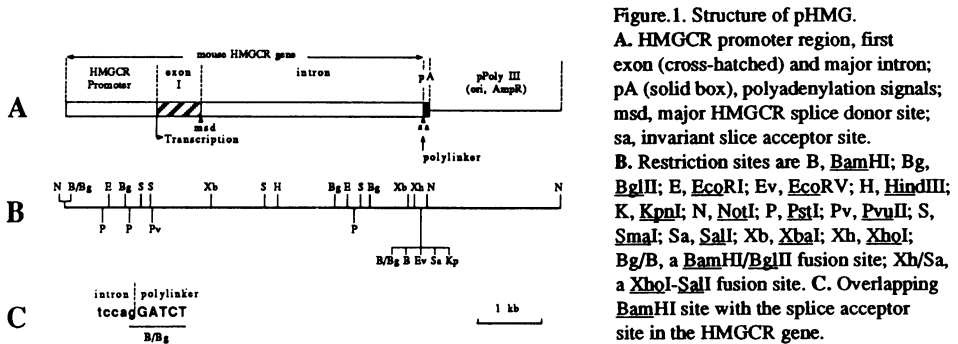 Figure.1. Structure of pHMG.
A. HMGCR promoter region, first
exon (cross-hatched) and major intron;
pA (solid box), polyadenylation signals;
msd, major HMGCR splice donor site;
sa, invariant slice acceptor site.
B. Restriction sites are B, BamHI; Bg,
BglII; E, EcoRI; Ev, EcoRV; H, HindIII;
K, KpnI; N, NotI; P, PstI; Pv, PvuII; S,
SmaI; Sa, SalI; Xb, XbaI; Xh, XhoI;
Bg/B, a BamHI/BglII fusion site; Xh/Sa,
a XhoI-SalI fusion site. C. Overlapping
BamHI site with the splice acceptor
site in the HMGCR gene.
A
mouse HMGCR gene
HMGCR exon intron pA pPoly III
Promoter I (ori, AmpR)
msd sa
Transcription
polylinker
B
N B/Bg E Bg S S Xb S H Bg E S Bg Xb Xh N N
P P Pv P
B/Bg B Ev Sa Kp
C
intron polylinker
tccagGATCT
B/Bg
1 kb